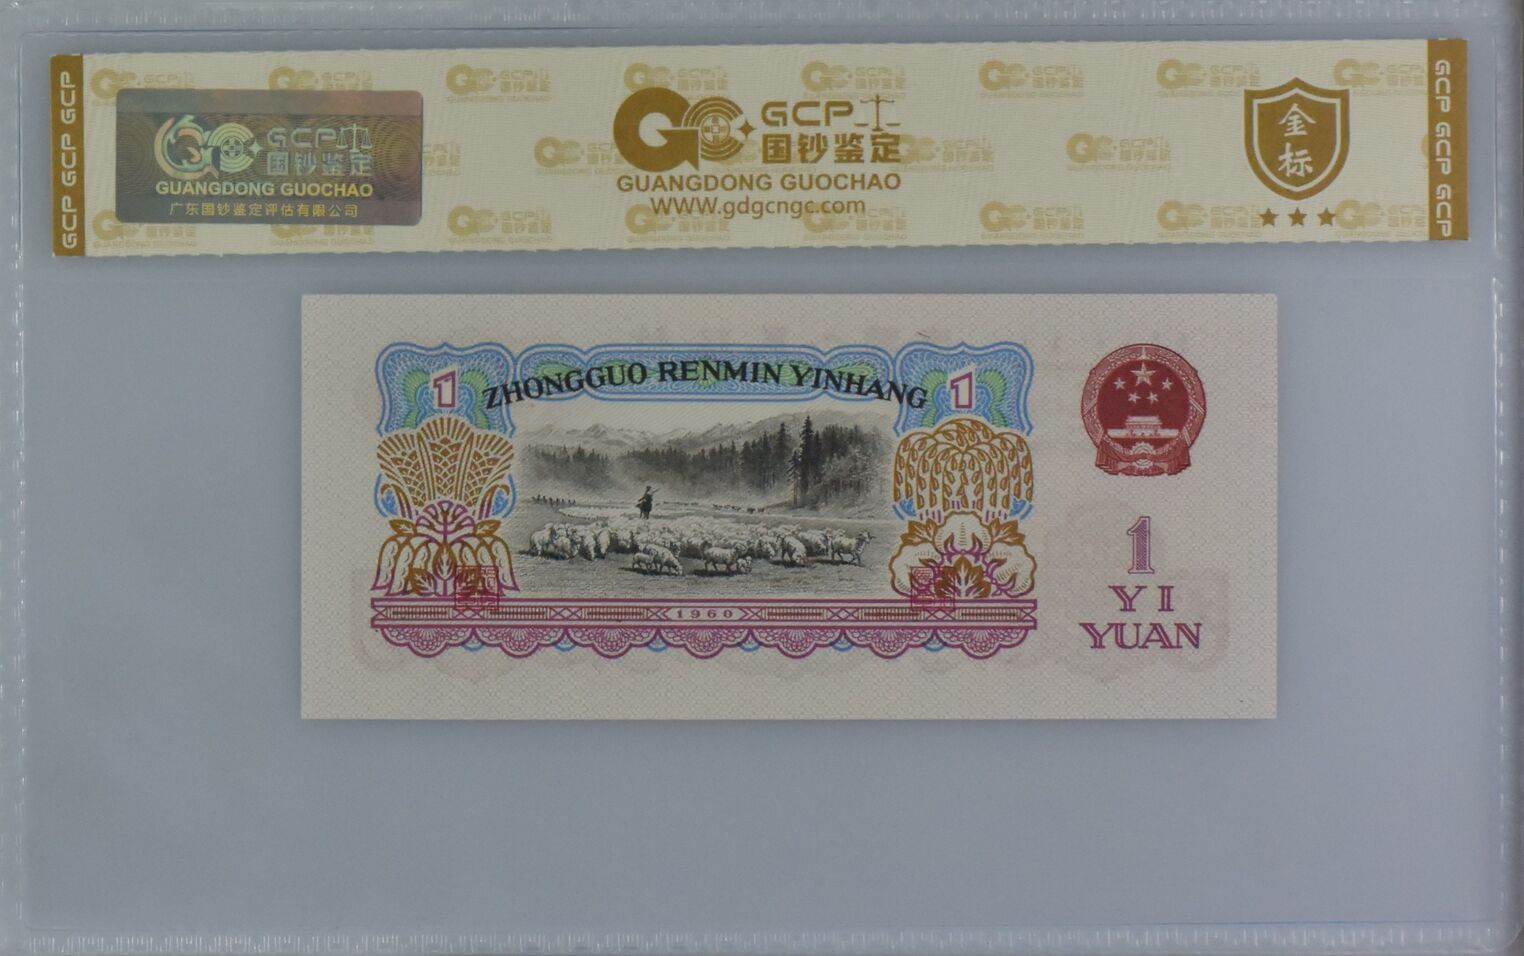 GCP GCP GCP
GCP
国钞鉴定
GUANGDONG GUOCHAO
广东国钞鉴定评估有限公司
GCP
国钞鉴定
GUANGDONG GUOCHAO
WWW.gdgcngc.com
金标
GCP GCP GCP
ZHONGGUO RENMIN YINHANG
1
1
1960
1
YI
YUAN